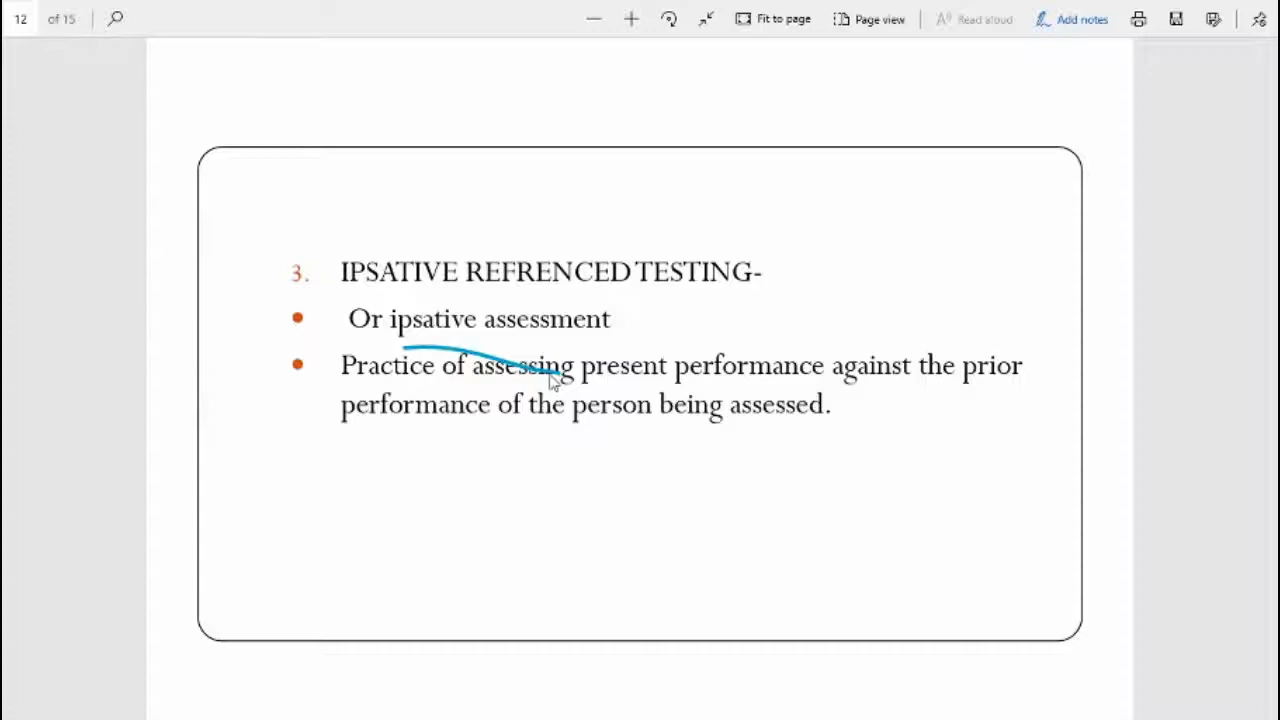 12 of 15 Fit to page Page view Read aloud Add notes
3. IPSATIVE REFRENCED TESTING-
• Or ipsative assessment
• Practice of assessing present performance against the prior
performance of the person being assessed.